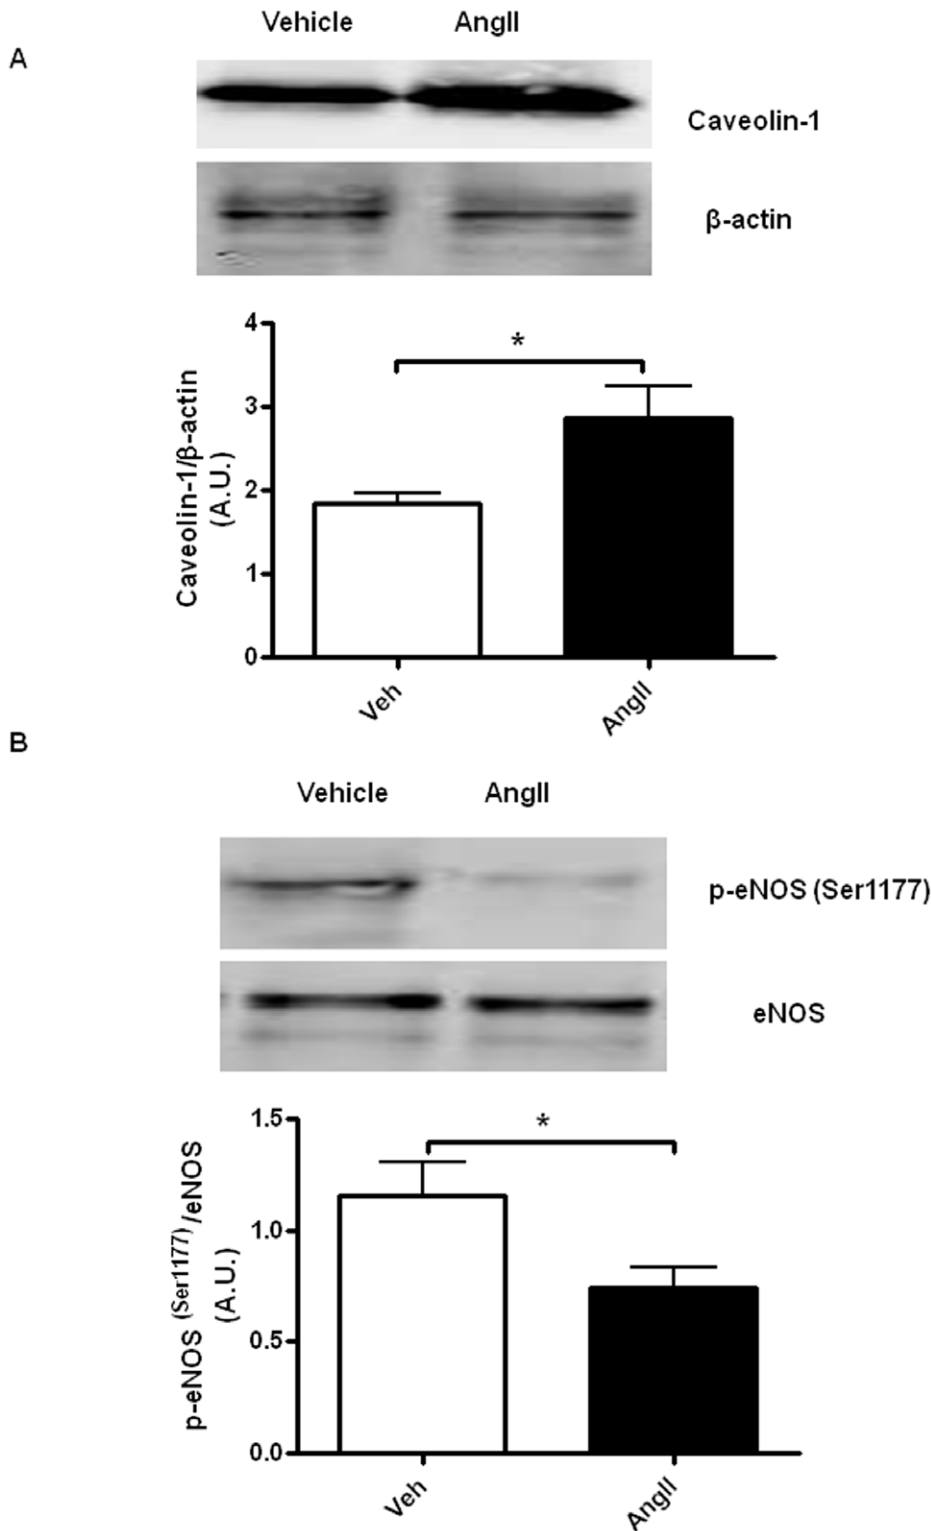 Vehicle AngII
A
Caveolin-1
β-actin
4
*
3
2
1
0
Caveolin-1/β-actin
(A.U.)
Veh AngII
B
Vehicle AngII
p-eNOS (Ser1177)
eNOS
1.5
*
1.0
0.5
0.0
p-eNOS (Ser1177)/eNOS
(A.U.)
Veh AngII